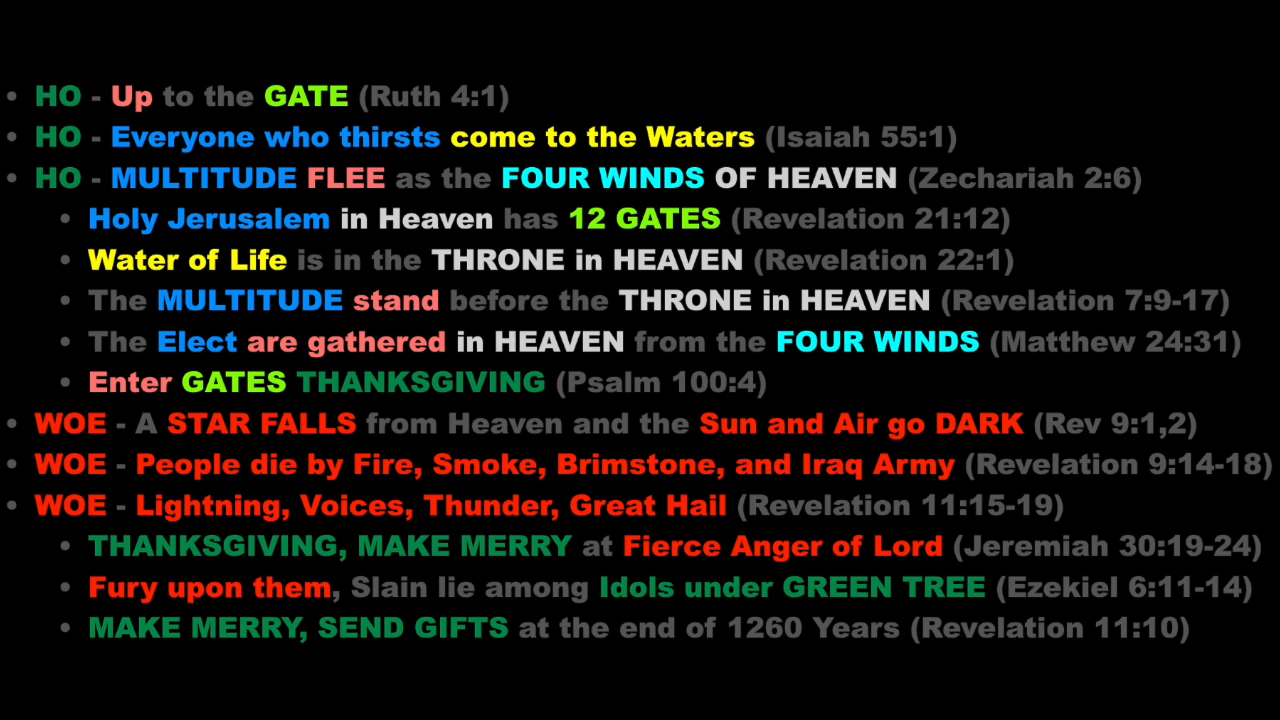 • HO - Up to the GATE (Ruth 4:1)
• HO - Everyone who thirsts come to the Waters (Isaiah 55:1)
• HO - MULTITUDE FLEE as the FOUR WINDS OF HEAVEN (Zechariah 2:6)
• Holy Jerusalem in Heaven has 12 GATES (Revelation 21:12)
• Water of Life is in the THRONE in HEAVEN (Revelation 22:1)
• The MULTITUDE stand before the THRONE in HEAVEN (Revelation 7:9-17)
• The Elect are gathered in HEAVEN from the FOUR WINDS (Matthew 24:31)
• Enter GATES THANKSGIVING (Psalm 100:4)
• WOE - A STAR FALLS from Heaven and the Sun and Air go DARK (Rev 9:1,2)
• WOE - People die by Fire, Smoke, Brimstone, and Iraq Army (Revelation 9:14-18)
• WOE - Lightning, Voices, Thunder, Great Hail (Revelation 11:15-19)
• THANKSGIVING, MAKE MERRY at Fierce Anger of Lord (Jeremiah 30:19-24)
• Fury upon them, Slain lie among Idols under GREEN TREE (Ezekiel 6:11-14)
• MAKE MERRY, SEND GIFTS at the end of 1260 Years (Revelation 11:10)